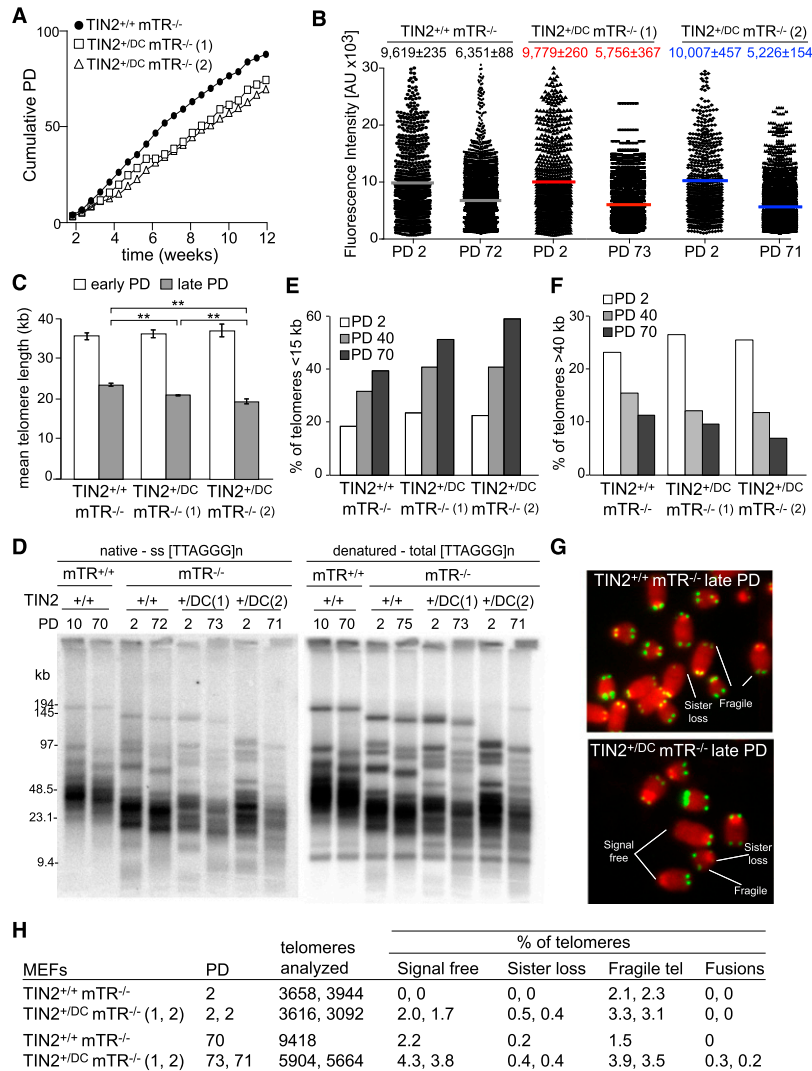 A
100
50
0
Cumulative PD
TIN2+/+ mTR-/-
TIN2+/DC mTR-/- (1)
TIN2+/DC mTR-/- (2)
2 4 6 8 10 12
time (weeks)
B
TIN2+/+ mTR-/- TIN2+/DC mTR-/- (1) TIN2+/DC mTR-/- (2)
9,619±235 6,351±88 9,779±260 5,756±367 10,007±457 5,226±154
Fluorescence Intensity [AU x103]
30
20
10
0
PD 2 PD 72 PD 2 PD 73 PD 2 PD 71
C
early PD late PD
**
** **
mean telomere length (kb)
40
30
20
10
0
TIN2+/+ mTR-/-
TIN2+/DC mTR-/- (1)
TIN2+/DC mTR-/- (2)
E
% of telomeres <15 kb
60
40
20
0
PD 2
PD 40
PD 70
TIN2+/+ mTR-/-
TIN2+/DC mTR-/- (1)
TIN2+/DC mTR-/- (2)
F
% of telomeres >40 kb
30
20
10
0
PD 2
PD 40
PD 70
TIN2+/+ mTR-/-
TIN2+/DC mTR-/- (1)
TIN2+/DC mTR-/- (2)
D
native - ss [TTAGGG]n denatured - total [TTAGGG]n
mTR+/+ mTR-/- mTR+/+ mTR-/-
TIN2 +/+ +/+ +/DC(1) +/DC(2) +/+ +/+ +/DC(1) +/DC(2)
PD 10 70 2 72 2 73 2 71 10 70 2 75 2 73 2 71
kb
194-
145-
97-
48.5-
23.1-
9.4-
G
TIN2+/+ mTR-/- late PD
Sister loss
Fragile
TIN2+/DC mTR-/- late PD
Signal free
Sister loss
Fragile
H
% of telomeres
MEFs PD telomeres analyzed Signal free Sister loss Fragile tel Fusions
TIN2+/+ mTR-/- 2 3658, 3944 0, 0 0, 0 2.1, 2.3 0, 0
TIN2+/DC mTR-/- (1, 2) 2, 2 3616, 3092 2.0, 1.7 0.5, 0.4 3.3, 3.1 0, 0
TIN2+/+ mTR-/- 70 9418 2.2 0.2 1.5 0
TIN2+/DC mTR-/- (1, 2) 73, 71 5904, 5664 4.3, 3.8 0.4, 0.4 3.9, 3.5 0.3, 0.2